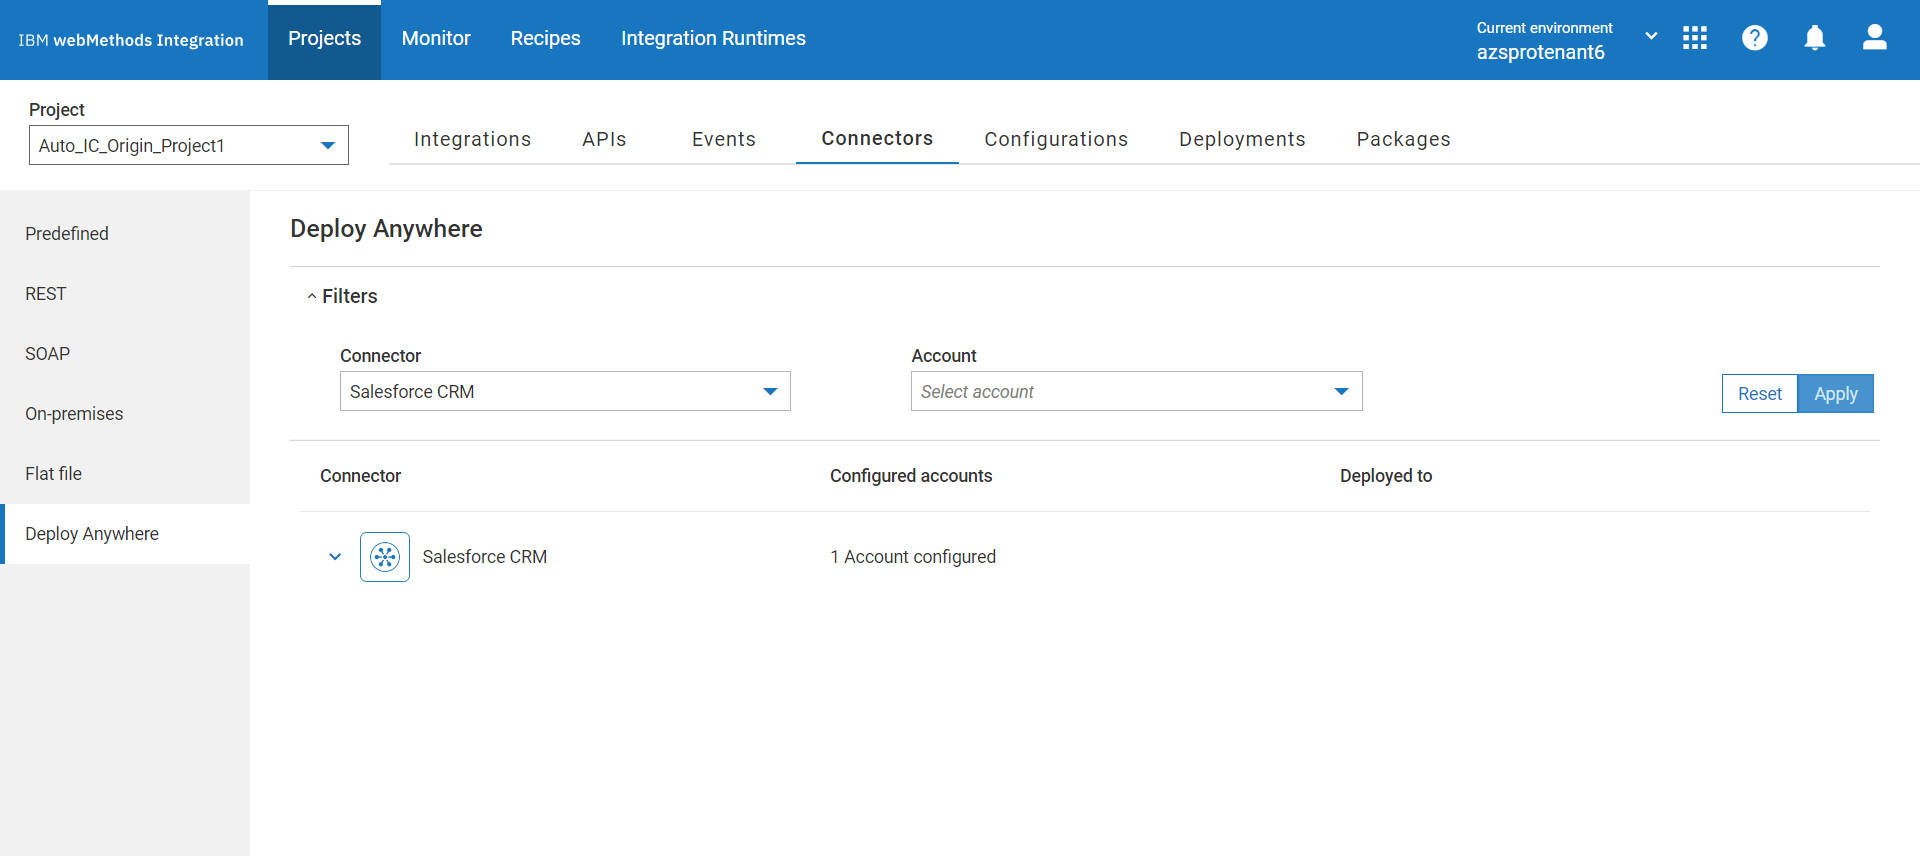 IBM webMethods Integration
Projects
Monitor
Recipes
Integration Runtimes
Current environment
azsprotenant6
Project
Auto_IC_Origin_Project1
Integrations
APIs
Events
Connectors
Configurations
Deployments
Packages
Predefined
REST
SOAP
On-premises
Flat file
Deploy Anywhere
Deploy Anywhere
Filters
Connector
Account
Salesforce CRM
Select account
Reset
Apply
Connector
Configured accounts
Deployed to
Salesforce CRM
1 Account configured